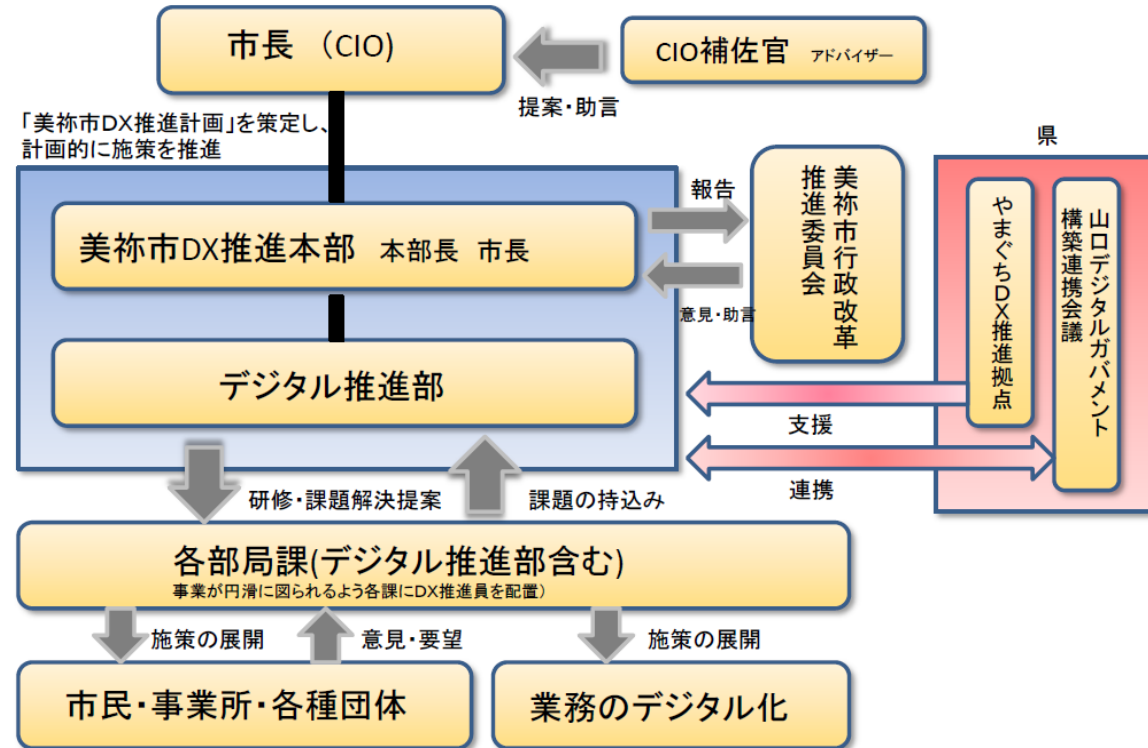 市長 （CIO)
CIO補佐官 アドバイザー
提案・助言
「美祢市DX推進計画」を策定し、
計画的に施策を推進
県
美祢市DX推進本部 本部長 市長
報告
意見・助言
美祢市行政改革
推進委員会
やまぐちDX推進拠点
山口デジタルガバメント
構築連携会議
デジタル推進部
支援
連携
研修・課題解決提案
課題の持込み
各部局課(デジタル推進部含む)
事業が円滑に図られるよう各課にDX推進員を配置）
施策の展開
意見・要望
施策の展開
市民・事業所・各種団体
業務のデジタル化